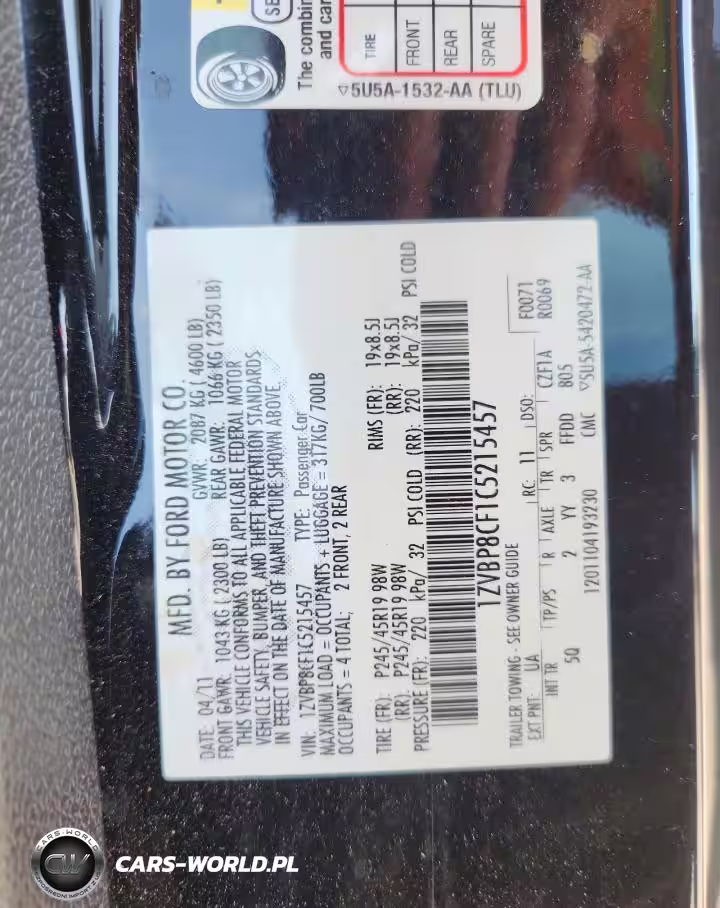 The combin
and car
TIRE
FRONT
REAR
SPARE
▽5U5A-1532-AA (TLU)
MFD. BY FORD MOTOR CO.
DATE: 04/11 GVWR: 2087 KG ( 4600 LB)
FRONT GAWR: 1043 KG ( 2300 LB) REAR GAWR: 1066 KG ( 2350 LB)
THIS VEHICLE CONFORMS TO ALL APPLICABLE FEDERAL MOTOR
VEHICLE SAFETY, BUMPER, AND THEFT PREVENTION STANDARDS
IN EFFECT ON THE DATE OF MANUFACTURE SHOWN ABOVE.
VIN: 1ZVBP8CF1C5215457 TYPE: Passenger Car
MAXIMUM LOAD = OCCUPANTS + LUGGAGE = 317KG/ 700LB
OCCUPANTS = 4 TOTAL; 2 FRONT, 2 REAR
TIRE (FR): P245/45R19 98W RIMS (FR): 19x8.5J
(RR): P245/45R19 98W (RR): 19x8.5J
PRESSURE (FR): 220 kPa/ 32 PSI COLD (RR): 220 kPa/ 32 PSI COLD
1ZVBP8CF1C5215457
TRAILER TOWING - SEE OWNER GUIDE F0071
EXT PNT: UA RC: 11 DSO: R0069
INT TR TP/PS R AXLE TR SPR CZF1A
5Q 2 YY 3 FFDD 805
1201104193230 CMC ▽5U5A-5420472-AA
CARS-WORLD
CW
CARS-WORLD.PL